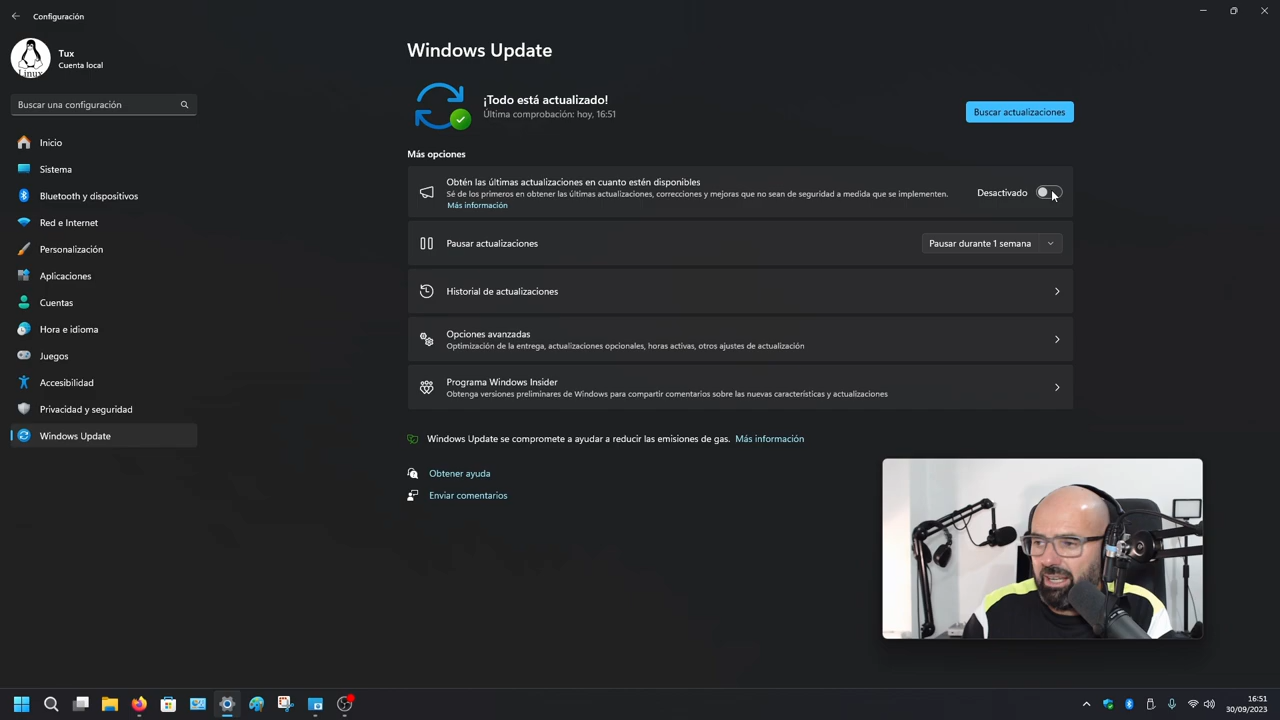 Configuración
Linux
Tux
Cuenta local
Buscar una configuración
Inicio
Sistema
Bluetooth y dispositivos
Red e Internet
Personalización
Aplicaciones
Cuentas
Hora e idioma
Juegos
Accesibilidad
Privacidad y seguridad
Windows Update
Windows Update
¡Todo está actualizado!
Última comprobación: hoy, 16:51
Buscar actualizaciones
Más opciones
Obtén las últimas actualizaciones en cuanto estén disponibles
Sé de los primeros en obtener las últimas actualizaciones, correcciones y mejoras que no sean de seguridad a medida que se implementen.
Más información
Desactivado
Pausar actualizaciones
Pausar durante 1 semana
Historial de actualizaciones
Opciones avanzadas
Optimización de la entrega, actualizaciones opcionales, horas activas, otros ajustes de actualización
Programa Windows Insider
Obtenga versiones preliminares de Windows para compartir comentarios sobre las nuevas características y actualizaciones
Windows Update se compromete a ayudar a reducir las emisiones de gas. Más información
Obtener ayuda
Enviar comentarios
16:51
30/09/2023